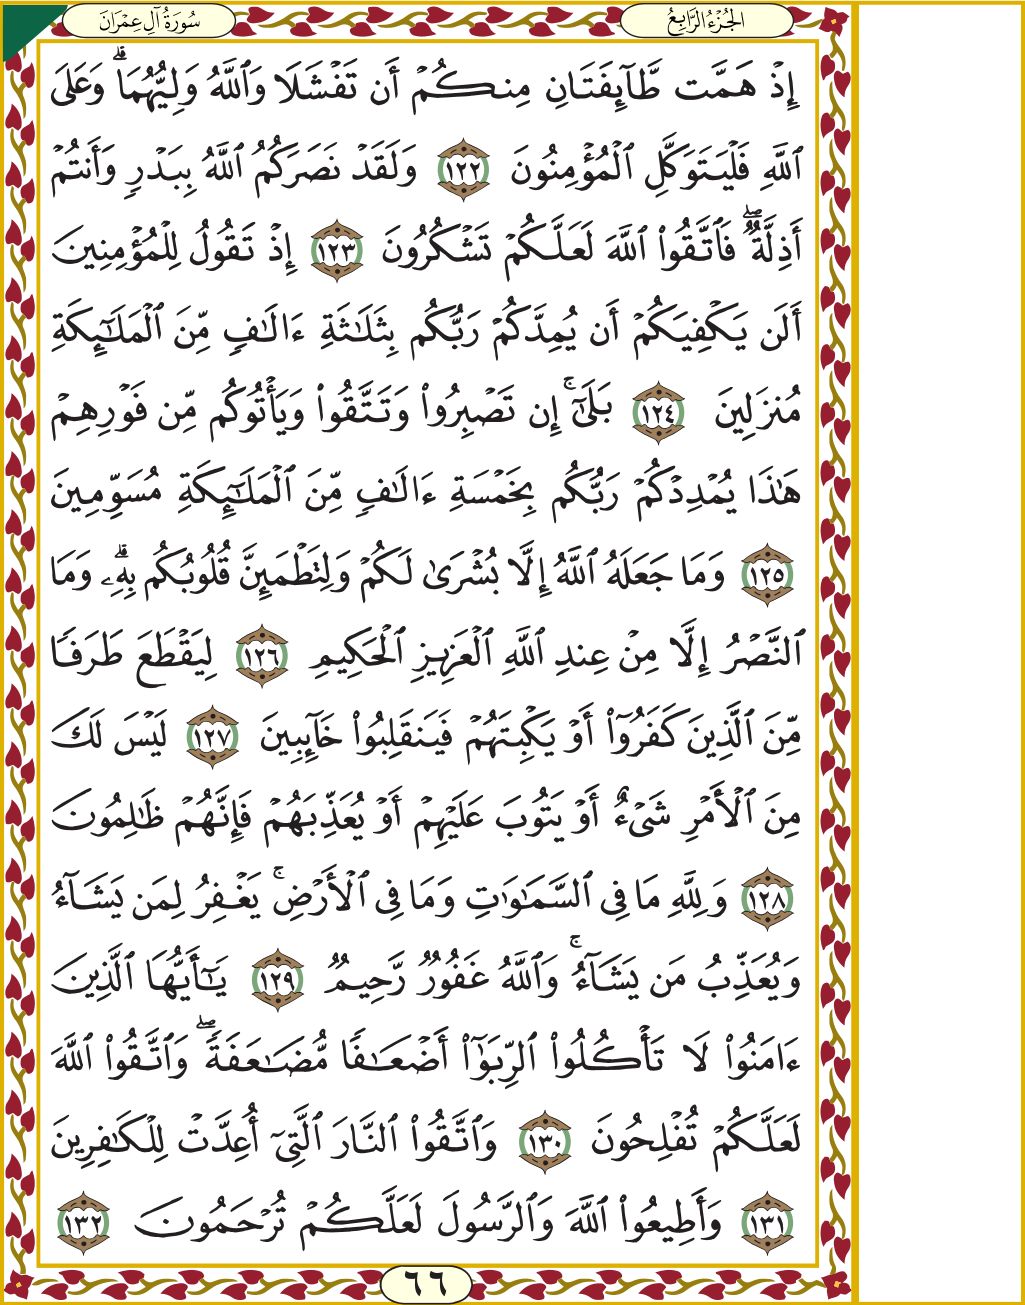 سُورَةُ آلِ عِمْرَانَ
الجُزْءُ الرَّابِعُ
إِذْ هَمَّت طَّآئِفَتَانِ مِنكُمْ أَن تَفْشَلَا وَٱللَّهُ وَلِيُّهُمَا ۗ وَعَلَى
ٱللَّهِ فَلْيَتَوَكَّلِ ٱلْمُؤْمِنُونَ ١٢٢ وَلَقَدْ نَصَرَكُمُ ٱللَّهُ بِبَدْرٍ وَأَنتُمْ
أَذِلَّةٌ ۖ فَٱتَّقُوا۟ ٱللَّهَ لَعَلَّكُمْ تَشْكُرُونَ ١٢٣ إِذْ تَقُولُ لِلْمُؤْمِنِينَ
أَلَن يَكْفِيَكُمْ أَن يُمِدَّكُمْ رَبُّكُم بِثَلَٰثَةِ ءَالَٰفٍ مِّنَ ٱلْمَلَٰٓئِكَةِ
مُنزَلِينَ ١٢٤ بَلَىٰٓ ۚ إِن تَصْبِرُوا۟ وَتَتَّقُوا۟ وَيَأْتُوكُم مِّن فَوْرِهِمْ
هَٰذَا يُمْدِدْكُمْ رَبُّكُم بِخَمْسَةِ ءَالَٰفٍ مِّنَ ٱلْمَلَٰٓئِكَةِ مُسَوِّمِينَ
١٢٥ وَمَا جَعَلَهُ ٱللَّهُ إِلَّا بُشْرَىٰ لَكُمْ وَلِتَطْمَئِنَّ قُلُوبُكُم بِهِۦ ۗ وَمَا
ٱلنَّصْرُ إِلَّا مِنْ عِندِ ٱللَّهِ ٱلْعَزِيزِ ٱلْحَكِيمِ ١٢٦ لِيَقْطَعَ طَرَفًا
مِّنَ ٱلَّذِينَ كَفَرُوٓا۟ أَوْ يَكْبِتَهُمْ فَيَنقَلِبُوا۟ خَآئِبِينَ ١٢٧ لَيْسَ لَكَ
مِنَ ٱلْأَمْرِ شَىْءٌ أَوْ يَتُوبَ عَلَيْهِمْ أَوْ يُعَذِّبَهُمْ فَإِنَّهُمْ ظَٰلِمُونَ
١٢٨ وَلِلَّهِ مَا فِى ٱلسَّمَٰوَٰتِ وَمَا فِى ٱلْأَرْضِ ۚ يَغْفِرُ لِمَن يَشَآءُ
وَيُعَذِّبُ مَن يَشَآءُ ۚ وَٱللَّهُ غَفُورٌ رَّحِيمٌ ١٢٩ يَٰٓأَيُّهَا ٱلَّذِينَ
ءَامَنُوا۟ لَا تَأْكُلُوا۟ ٱلرِّبَوٰٓا۟ أَضْعَٰفًا مُّضَٰعَفَةً ۖ وَٱتَّقُوا۟ ٱللَّهَ
لَعَلَّكُمْ تُفْلِحُونَ ١٣٠ وَٱتَّقُوا۟ ٱلنَّارَ ٱلَّتِىٓ أُعِدَّتْ لِلْكَٰفِرِينَ
١٣١ وَأَطِيعُوا۟ ٱللَّهَ وَٱلرَّسُولَ لَعَلَّكُمْ تُرْحَمُونَ ١٣٢
٦٦